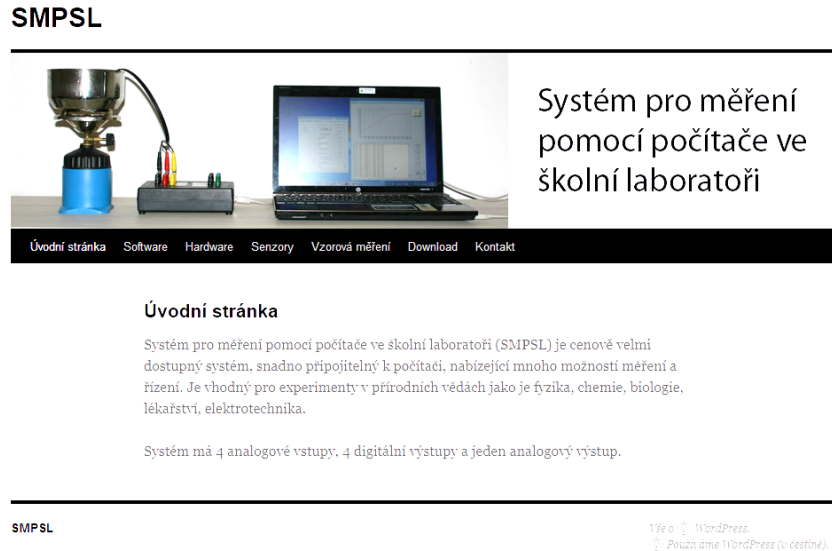 SMPSL
Systém pro měření
pomocí počítače ve
školní laboratoři
Úvodní stránka Software Hardware Senzory Vzorová měření Download Kontakt
Úvodní stránka
Systém pro měření pomocí počítače ve školní laboratoři (SMPSL) je cenově velmi
dostupný systém, snadno připojitelný k počítači, nabízející mnoho možností měření a
řízení. Je vhodný pro experimenty v přírodních vědách jako je fyzika, chemie, biologie,
lékařství, elektrotechnika.
Systém má 4 analogové vstupy, 4 digitální výstupy a jeden analogový výstup.
SMPSL
Vše o WordPress.
Používáme WordPress (v češtině).